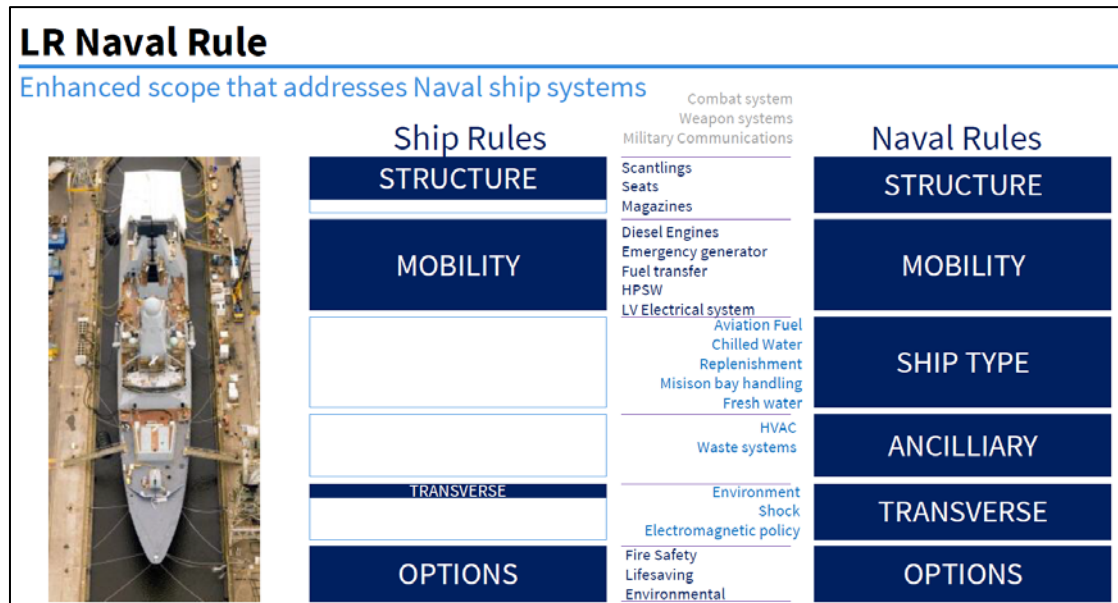 LR Naval Rule
Enhanced scope that addresses Naval ship systems
Combat system
Weapon systems
Military Communications
Ship Rules
Naval Rules
STRUCTURE
Scantlings
Seats
Magazines
STRUCTURE
MOBILITY
Diesel Engines
Emergency generator
Fuel transfer
HPSW
LV Electrical system
MOBILITY
Aviation Fuel
Chilled Water
Replenishment
Misison bay handling
Fresh water
SHIP TYPE
HVAC
Waste systems
ANCILLIARY
TRANSVERSE
Environment
Shock
Electromagnetic policy
TRANSVERSE
OPTIONS
Fire Safety
Lifesaving
Environmental
OPTIONS